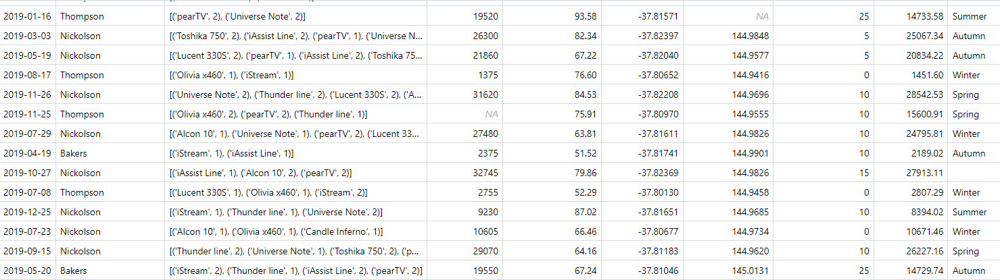 2019-01-16 Thompson [('pearTV', 2), ('Universe Note', 2)] 19520 93.58 -37.81571 NA 25 14733.58 Summer
2019-03-03 Nickolson [('Toshika 750', 2), ('iAssist Line', 2), ('pearTV', 1), ('Universe N... 26300 82.34 -37.82397 144.9848 5 25067.34 Autumn
2019-05-19 Nickolson [('Lucent 330S', 2), ('pearTV', 1), ('iAssist Line', 2), ('Toshika 75... 21860 67.22 -37.82040 144.9577 5 20834.22 Autumn
2019-08-17 Thompson [('Olivia x460', 1), ('iStream', 1)] 1375 76.60 -37.80652 144.9416 0 1451.60 Winter
2019-11-26 Nickolson [('Universe Note', 2), ('Thunder line', 2), ('Lucent 330S', 2), ('A... 31620 84.53 -37.82208 144.9696 10 28542.53 Spring
2019-11-25 Thompson [('Olivia x460', 2), ('pearTV', 2), ('Thunder line', 1)] NA 75.91 -37.80970 144.9555 10 15600.91 Spring
2019-07-29 Nickolson [('Alcon 10', 1), ('Universe Note', 1), ('pearTV', 2), ('Lucent 33... 27480 63.81 -37.81611 144.9826 10 24795.81 Winter
2019-04-19 Bakers [('iStream', 1), ('iAssist Line', 1)] 2375 51.52 -37.81741 144.9901 10 2189.02 Autumn
2019-10-27 Nickolson [('iAssist Line', 1), ('Alcon 10', 2), ('pearTV', 2)] 32745 79.86 -37.82369 144.9826 15 27913.11
2019-07-08 Thompson [('Lucent 330S', 1), ('Olivia x460', 1), ('iStream', 2)] 2755 52.29 -37.80130 144.9458 0 2807.29 Winter
2019-12-25 Nickolson [('iStream', 1), ('Thunder line', 1), ('Universe Note', 2)] 9230 87.02 -37.81651 144.9685 10 8394.02 Summer
2019-07-23 Nickolson [('Alcon 10', 1), ('Olivia x460', 1), ('Candle Inferno', 1)] 10605 66.46 -37.80677 144.9734 0 10671.46 Winter
2019-09-15 Nickolson [('Thunder line', 2), ('Universe Note', 1), ('Toshika 750', 2), ('p... 29070 64.16 -37.81183 144.9620 10 26227.16 Spring
2019-05-20 Bakers [('iStream', 2), ('Thunder line', 1), ('iAssist Line', 2), ('pearTV', 2)] 19550 67.24 -37.81046 145.0131 25 14729.74 Autumn